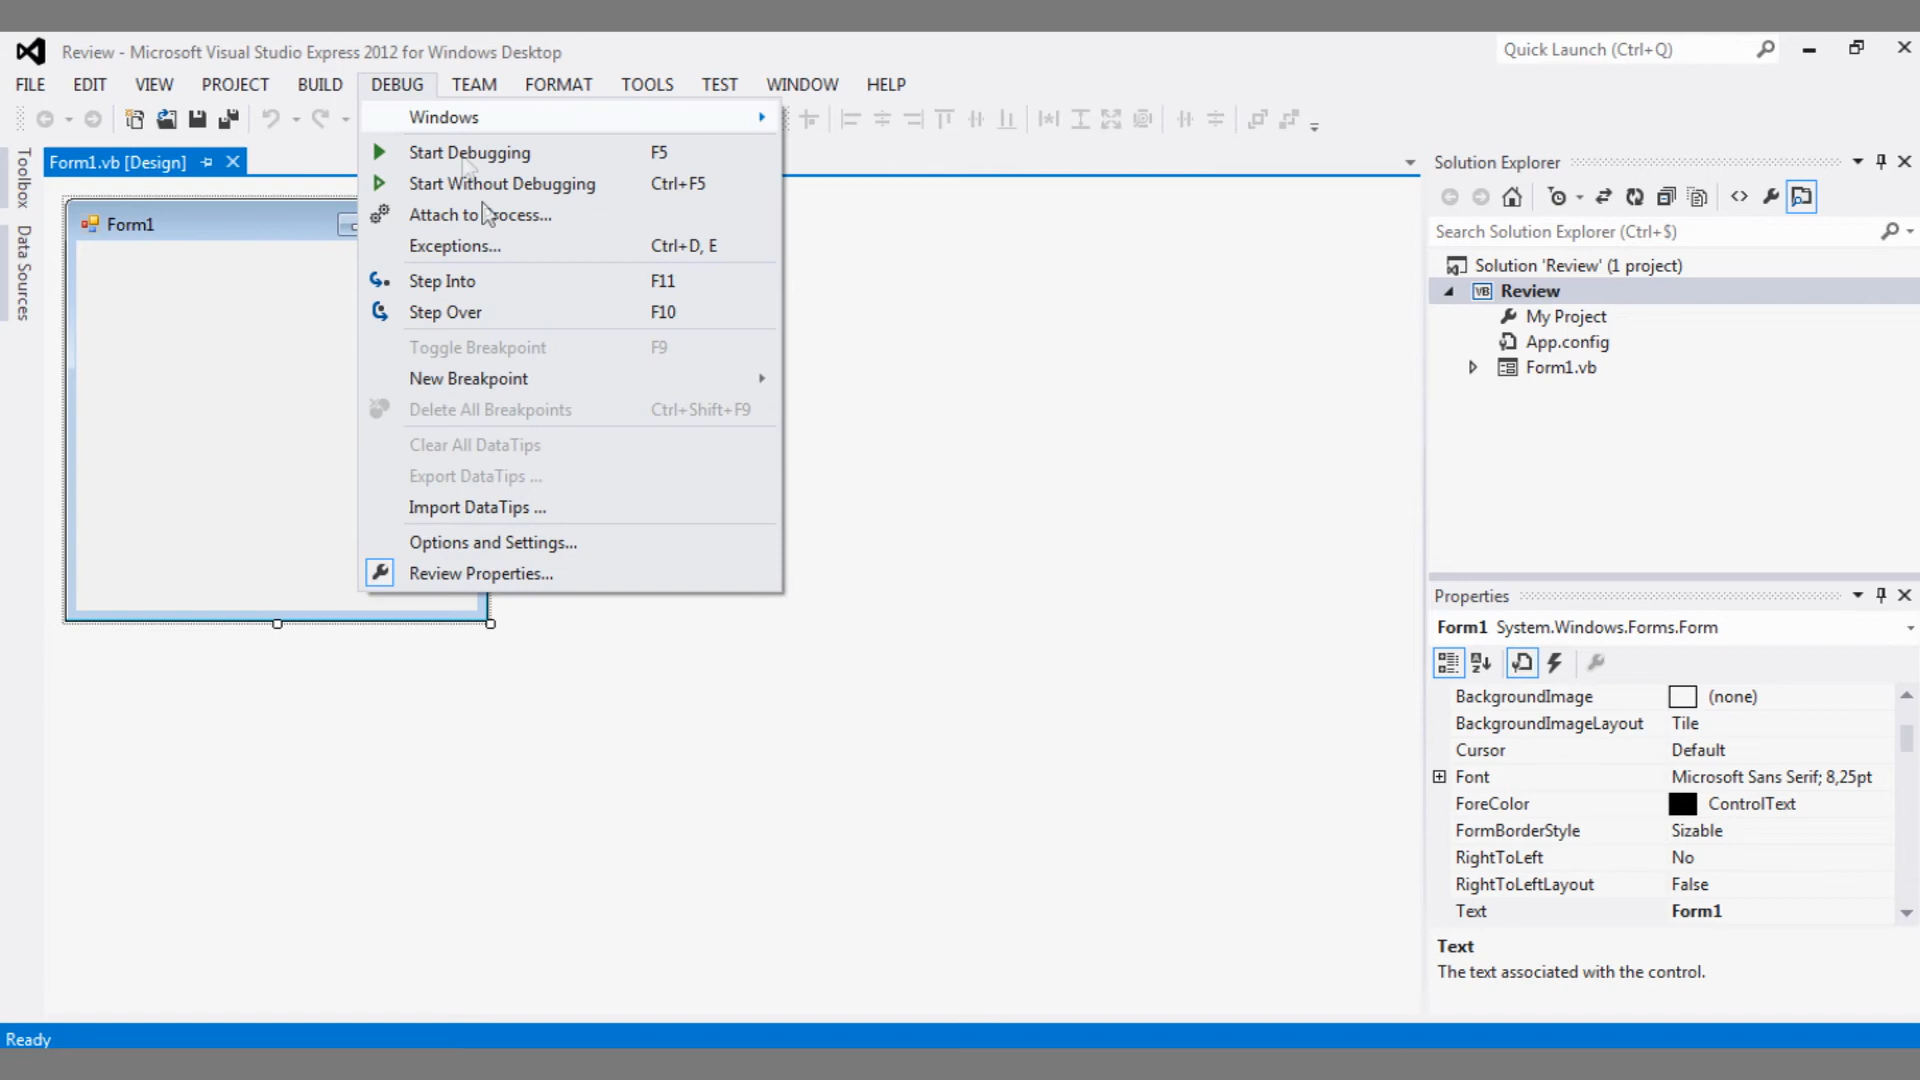 Review - Microsoft Visual Studio Express 2012 for Windows Desktop
Quick Launch (Ctrl+Q)
FILE EDIT VIEW PROJECT BUILD DEBUG TEAM FORMAT TOOLS TEST WINDOW HELP
Windows
Start Debugging F5
Start Without Debugging Ctrl+F5
Attach to Process...
Exceptions... Ctrl+D, E
Step Into F11
Step Over F10
Toggle Breakpoint F9
New Breakpoint
Delete All Breakpoints Ctrl+Shift+F9
Clear All DataTips
Export DataTips ...
Import DataTips ...
Options and Settings...
Review Properties...
Toolbox
Data Sources
Form1.vb [Design]
Form1
Solution Explorer
Search Solution Explorer (Ctrl+$)
Solution 'Review' (1 project)
VB Review
My Project
App.config
Form1.vb
Properties
Form1 System.Windows.Forms.Form
BackgroundImage (none)
BackgroundImageLayout Tile
Cursor Default
Font Microsoft Sans Serif; 8,25pt
ForeColor ControlText
FormBorderStyle Sizable
RightToLeft No
RightToLeftLayout False
Text Form1
Text
The text associated with the control.
Ready